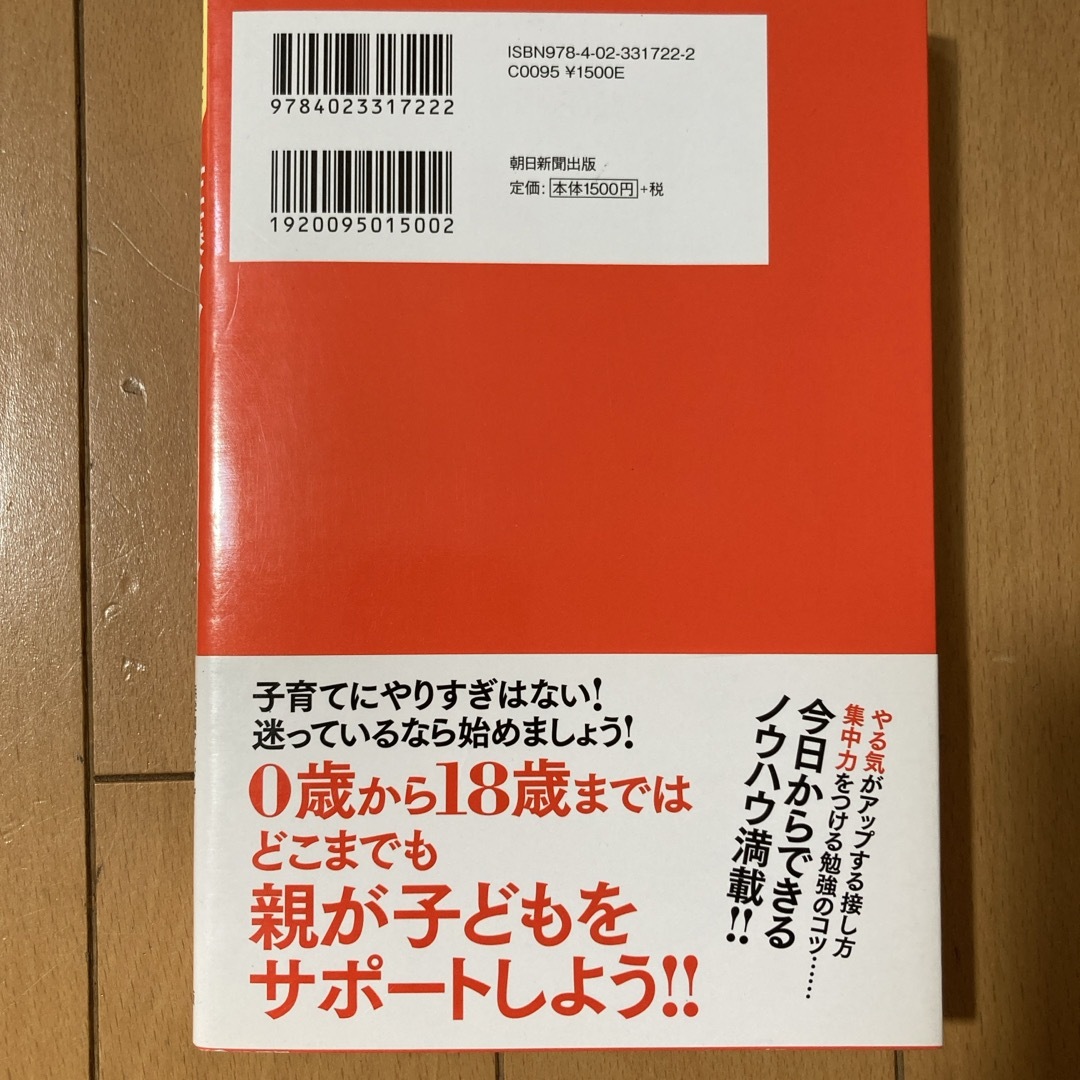 ISBN978-4-02-331722-2
C0095 ¥1500E
9784023317222
朝日新聞出版
定価：本体1500円+税
1920095015002
子育てにやりすぎはない！
迷っているなら始めましょう！
0歳から18歳までは
どこまでも
親が子どもを
サポートしよう!!
やる気がアップする接し方
集中力をつける勉強のコツ……
今日からできる
ノウハウ満載!!